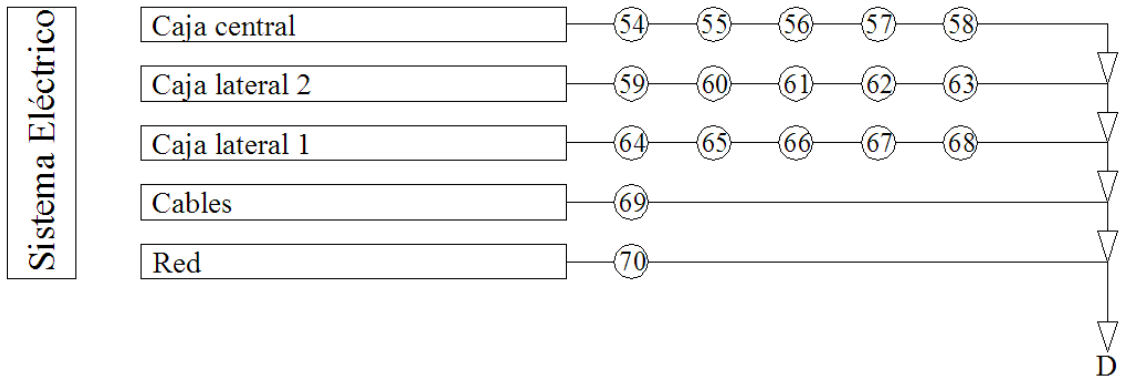 Sistema Eléctrico
Caja central 54 55 56 57 58
Caja lateral 2 59 60 61 62 63
Caja lateral 1 64 65 66 67 68
Cables 69
Red 70
D